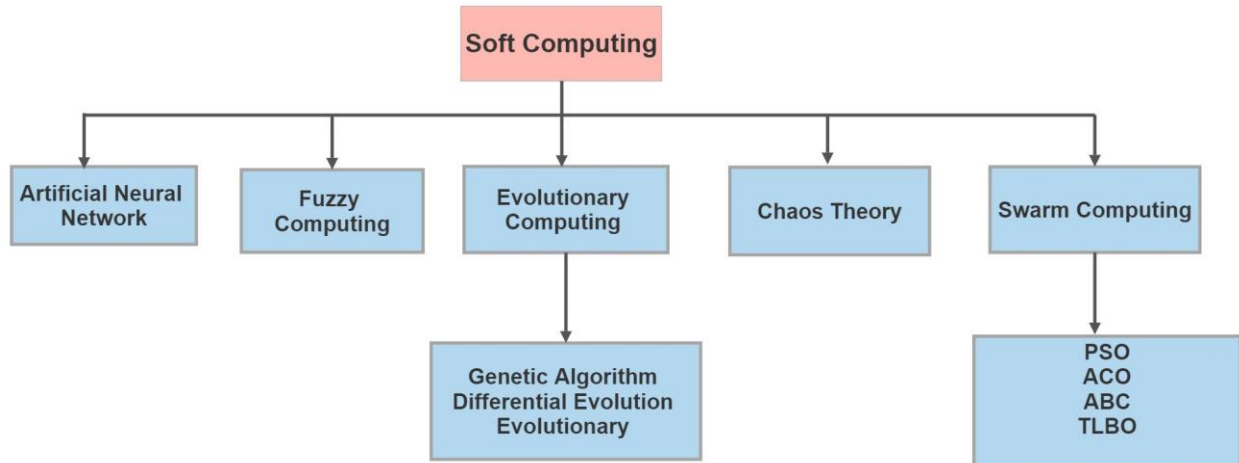 Soft Computing
Artificial Neural
Network
Fuzzy
Computing
Evolutionary
Computing
Chaos Theory
Swarm Computing
Genetic Algorithm
Differential Evolution
Evolutionary
PSO
ACO
ABC
TLBO